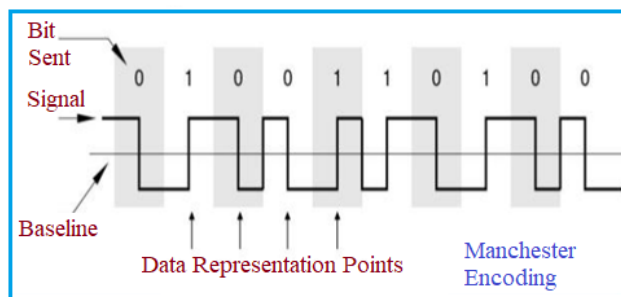 Bit
Sent
0 1 0 0 1 1 0 1 0 0
Signal
Baseline
Data Representation Points
Manchester
Encoding